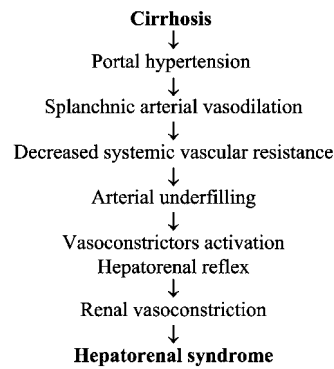 Cirrhosis
Portal hypertension
Splanchnic arterial vasodilation
Decreased systemic vascular resistance
Arterial underfilling
Vasoconstrictors activation
Hepatorenal reflex
Renal vasoconstriction
Hepatorenal syndrome